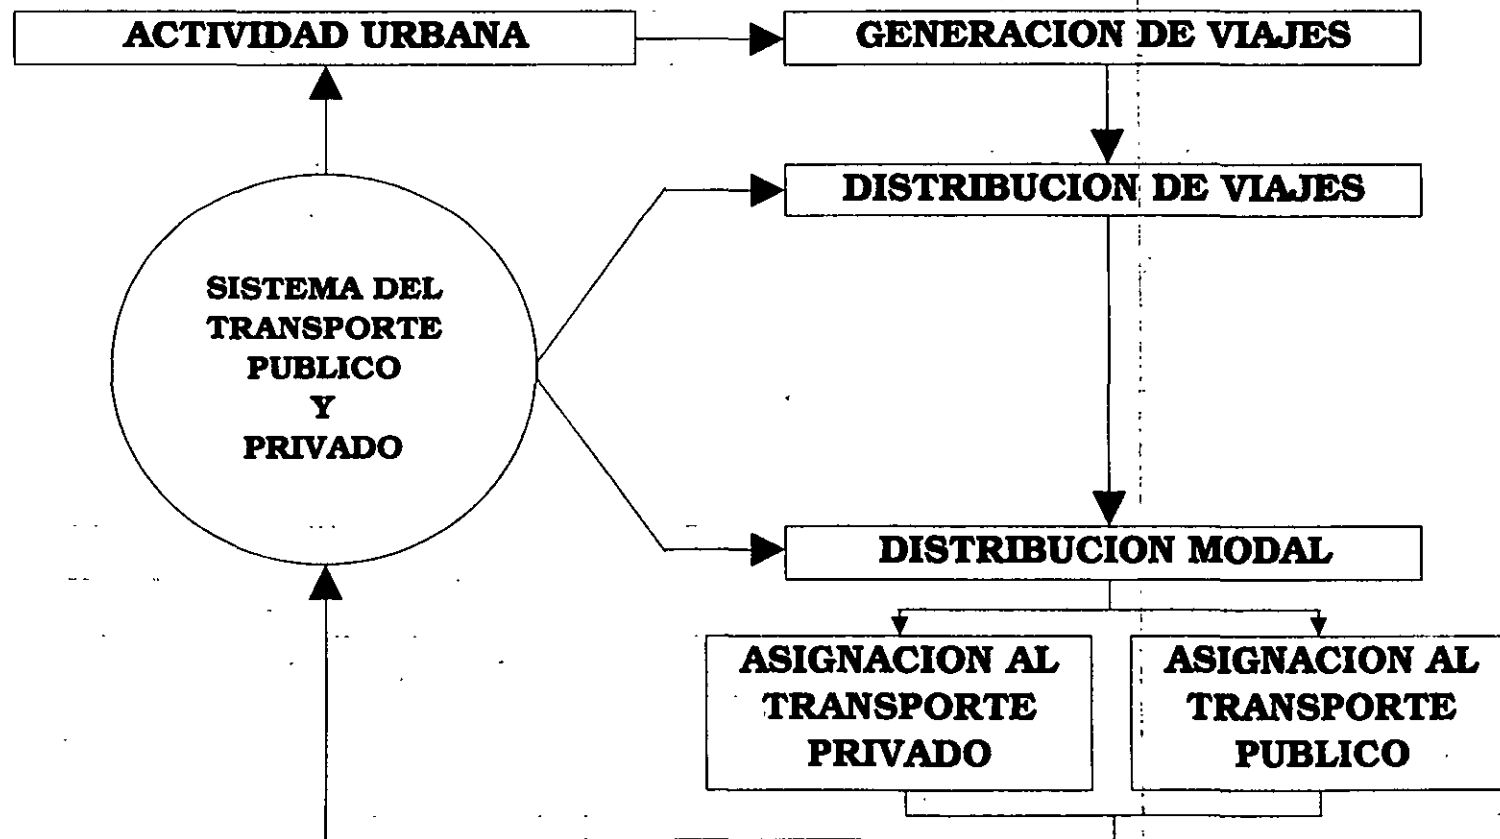 ACTIVIDAD URBANA
GENERACION DE VIAJES
DISTRIBUCION DE VIAJES
SISTEMA DEL
TRANSPORTE
PUBLICO
Y
PRIVADO
DISTRIBUCION MODAL
ASIGNACION AL
TRANSPORTE
PRIVADO
ASIGNACION AL
TRANSPORTE
PUBLICO